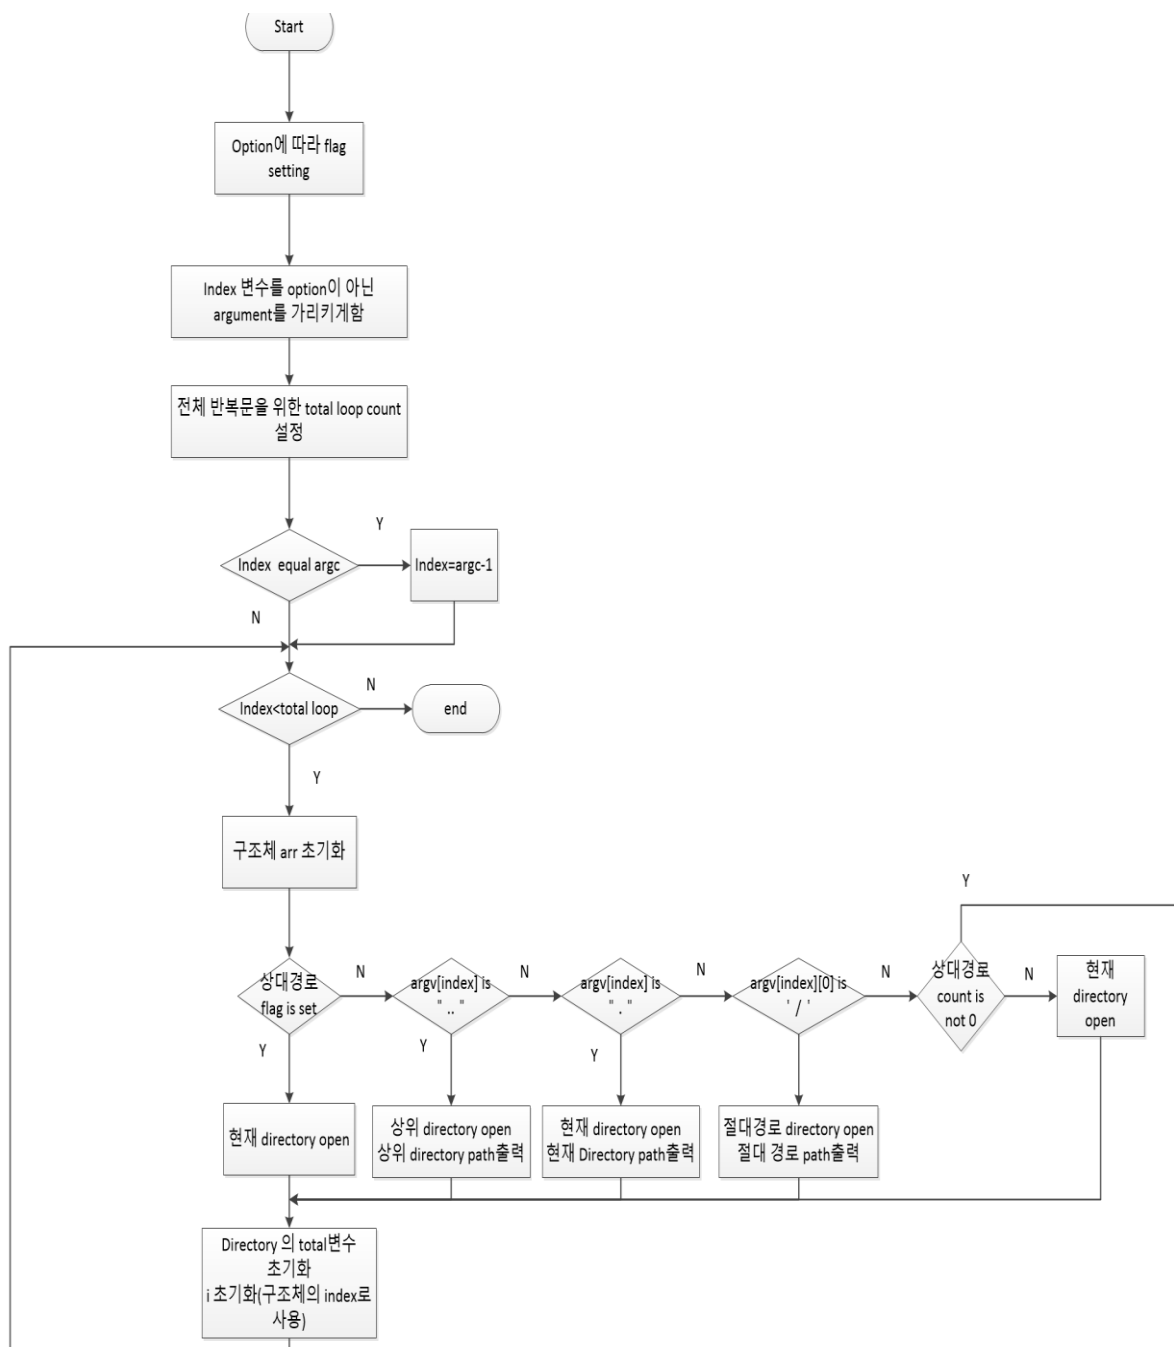 Start
Option에 따라 flag
setting
Index 변수를 option이 아닌
argument를 가리키게함
전체 반복문을 위한 total loop count
설정
Y
Index equal argc
Index=argc-1
N
N
Index<total loop
end
Y
구조체 arr 초기화
Y
상대경로
flag is set
N
argv[index] is
" .. "
N
argv[index] is
" . "
N
argv[index][0] is
' / '
N
상대경로
count is
not 0
N
현재
directory
open
Y
Y
Y
현재 directory open
상위 directory open
상위 directory path출력
현재 directory open
현재 Directory path출력
절대경로 directory open
절대 경로 path출력
Directory 의 total변수
초기화
i 초기화(구조체의 index로
사용)